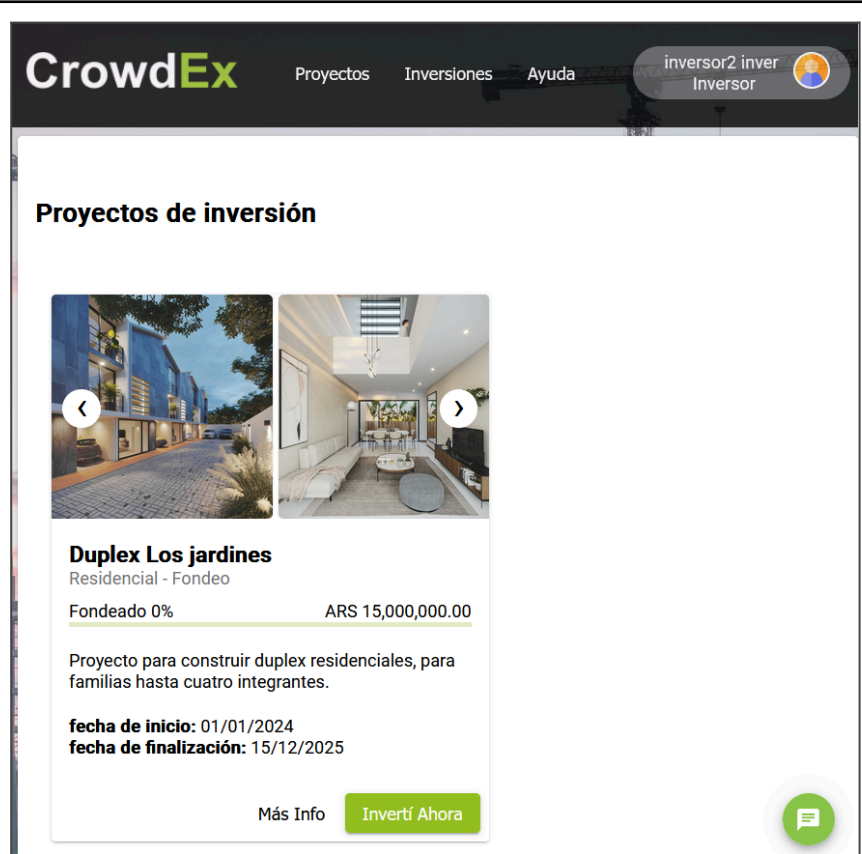 CrowdEx
Proyectos
Inversiones
Ayuda
inversor2 inver
Inversor
Proyectos de inversión
Duplex Los jardines
Residencial - Fondeo
Fondeado 0%
ARS 15,000,000.00
Proyecto para construir duplex residenciales, para
familias hasta cuatro integrantes.
fecha de inicio: 01/01/2024
fecha de finalización: 15/12/2025
Más Info
Invertí Ahora